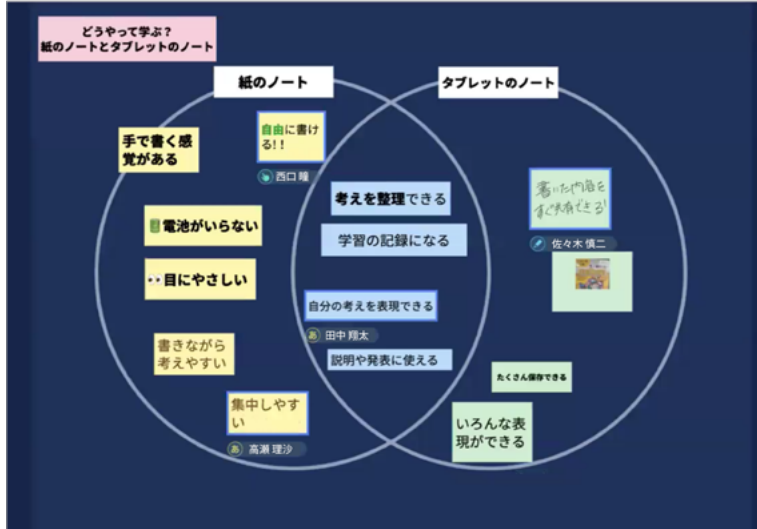 どうやって学ぶ？
紙のノートとタブレットのノート
紙のノート
タブレットのノート
自由に書け
る!!
西口 瞳
手で書く感
覚がある
電池がいらない
👀目にやさしい
書きながら
考えやすい
集中しやす
い
高瀬 理沙
考えを整理できる
学習の記録になる
自分の考えを表現できる
あ 田中 翔太
説明や発表に使える
書いた内容を
すぐ共有できる!
佐々木 慎二
たくさん保存できる
いろんな表
現ができる